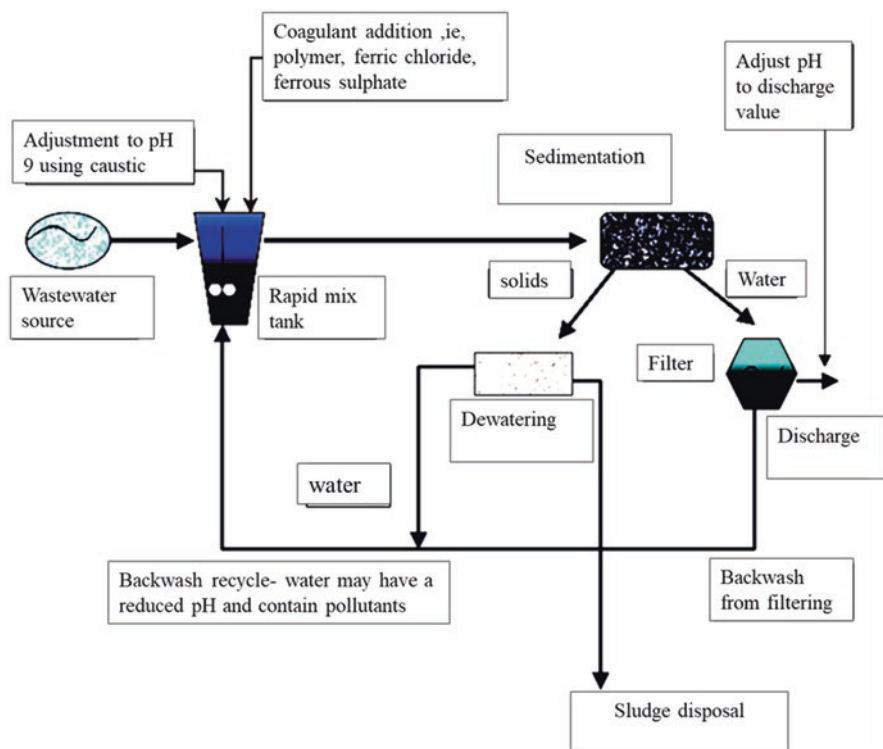 Coagulant addition ,ie,
polymer, ferric chloride,
ferrous sulphate
Adjust pH
to discharge
value
Adjustment to pH
9 using caustic
Sedimentation
Wastewater
source
Rapid mix
tank
solids
Water
Filter
Dewatering
Discharge
water
Backwash recycle- water may have a
reduced pH and contain pollutants
Backwash
from filtering
Sludge disposal